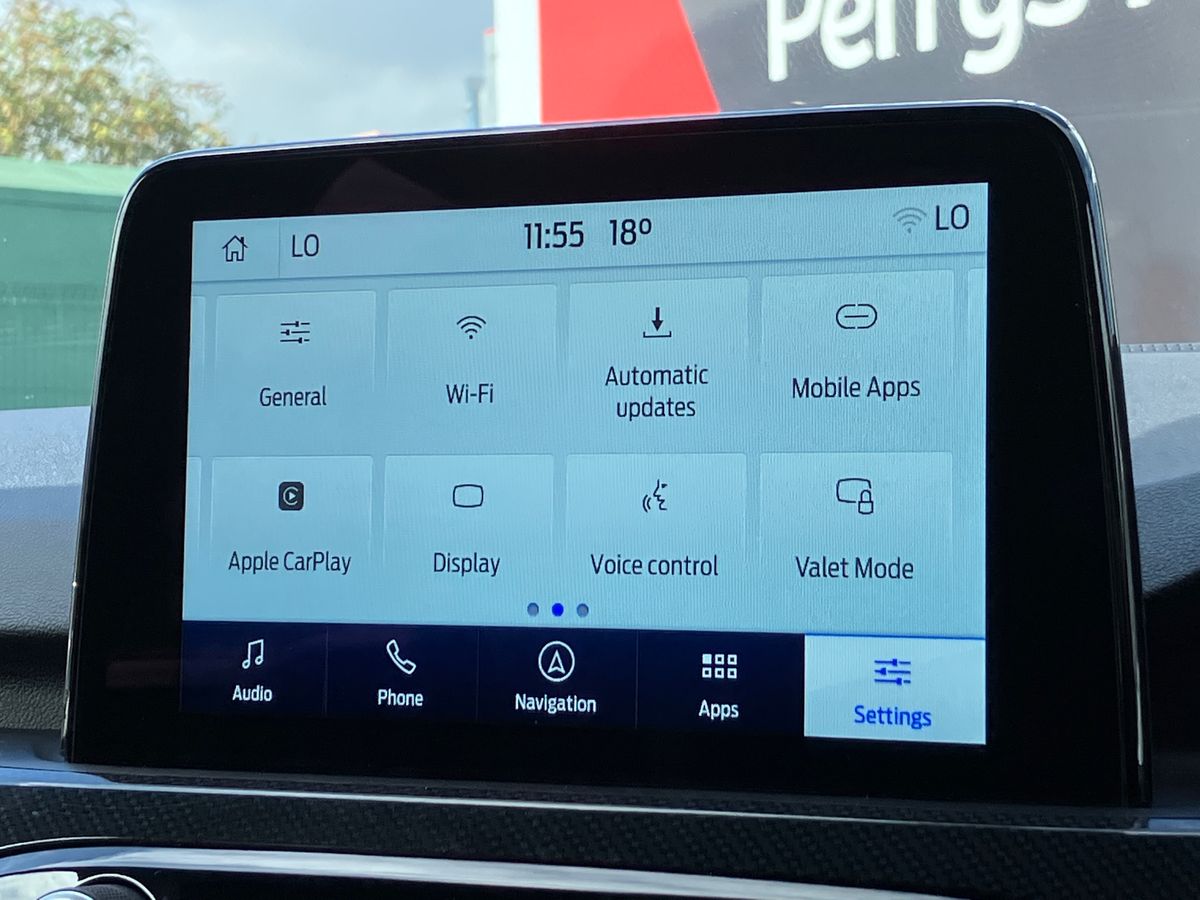 Perrys
LO
11:55 18º
LO
General
Wi-Fi
Automatic
updates
Mobile Apps
Apple CarPlay
Display
Voice control
Valet Mode
Audio
Phone
Navigation
Apps
Settings